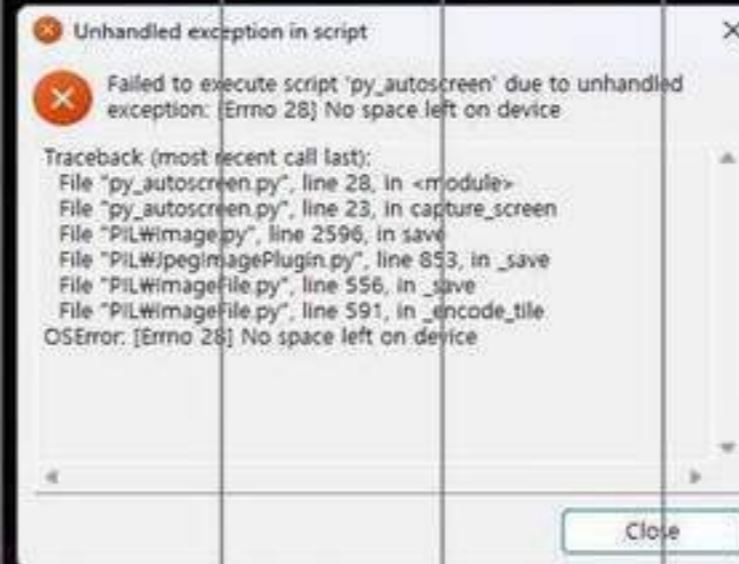 Unhandled exception in script
Failed to execute script 'py_autoscreen' due to unhandled
exception: [Errno 28] No space left on device
Traceback (most recent call last):
File "py_autoscreen.py", line 28, in <module>
File "py_autoscreen.py", line 23, in capture_screen
File "PIL₩Image.py", line 2596, in save
File "PIL₩JpegImagePlugin.py", line 853, in _save
File "PIL₩ImageFile.py", line 556, in _save
File "PIL₩ImageFile.py", line 591, in _encode_tile
OSError: [Errno 28] No space left on device
Close